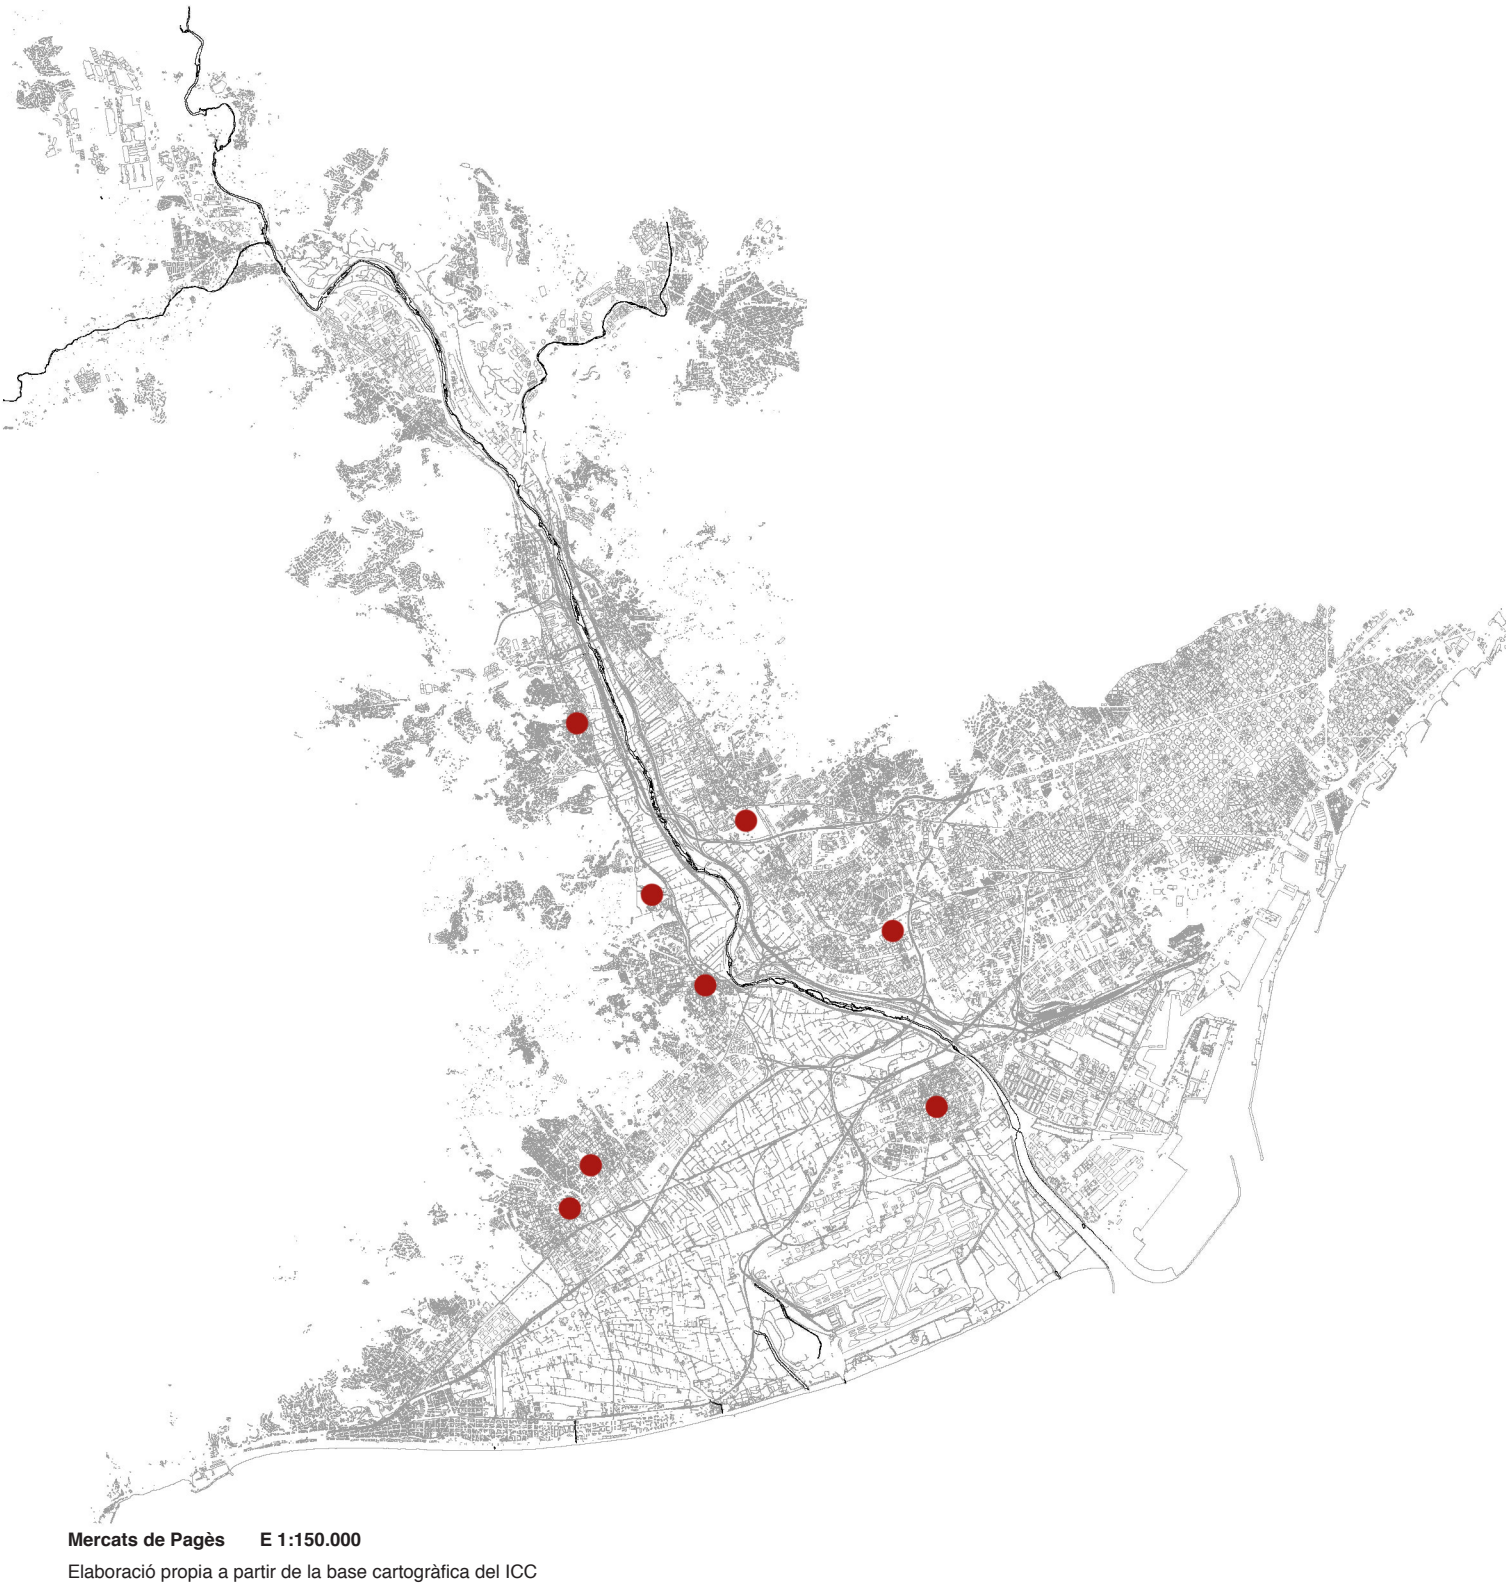 Mercats de Pagès E 1:150.000
Elaboració propia a partir de la base cartogràfica del ICC